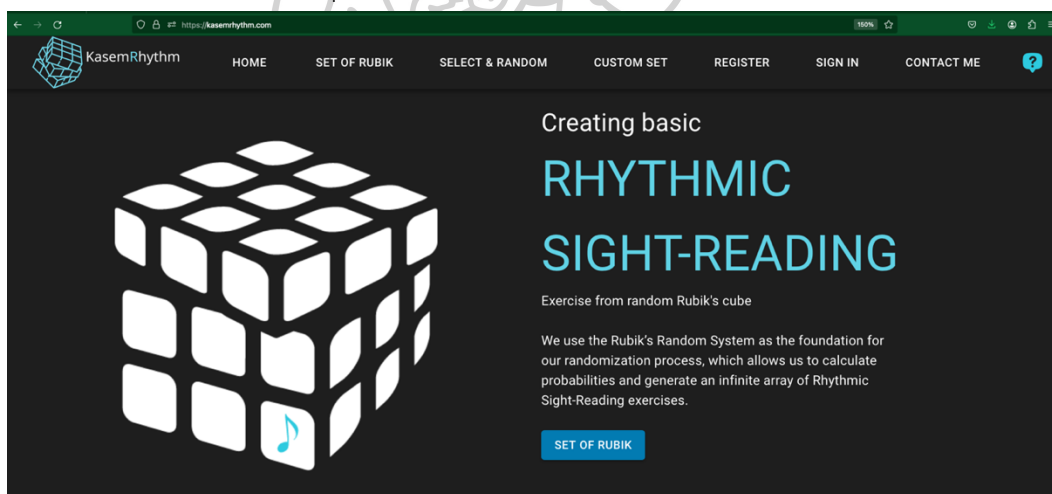 https://kasemrhythm.com
150%
KasemRhythm
HOME
SET OF RUBIK
SELECT & RANDOM
CUSTOM SET
REGISTER
SIGN IN
CONTACT ME
?
Creating basic
RHYTHMIC
SIGHT-READING
Exercise from random Rubik's cube
We use the Rubik's Random System as the foundation for
our randomization process, which allows us to calculate
probabilities and generate an infinite array of Rhythmic
Sight-Reading exercises.
SET OF RUBIK